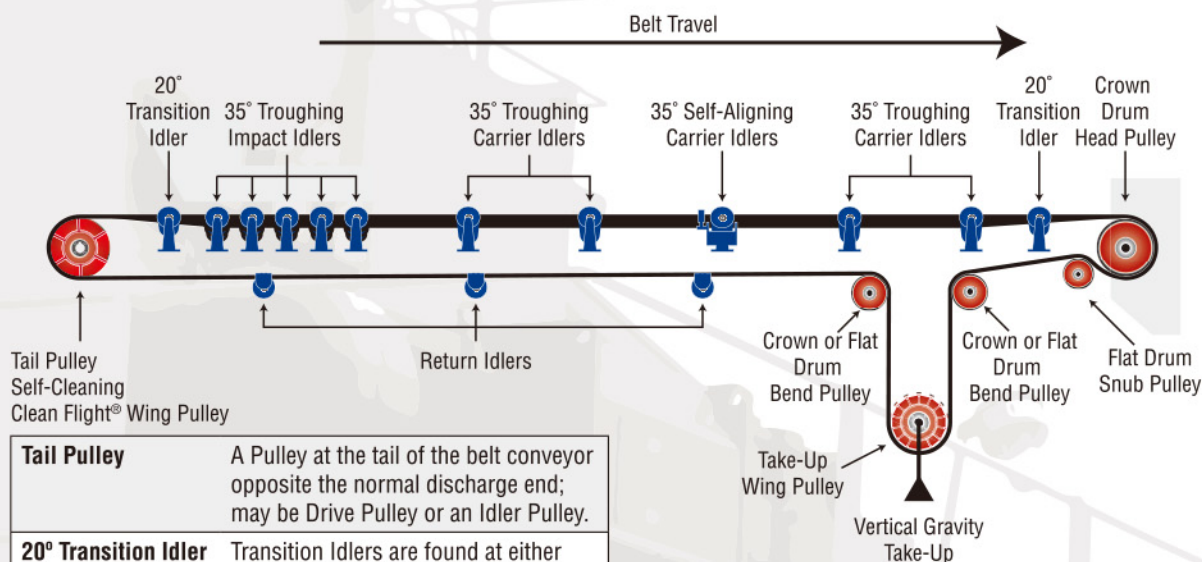 Belt Travel
20°
Transition
Idler
35° Troughing
Impact Idlers
35° Troughing
Carrier Idlers
35° Self-Aligning
Carrier Idlers
35° Troughing
Carrier Idlers
20°
Transition
Idler
Crown
Drum
Head Pulley
Tail Pulley
Self-Cleaning
Clean Flight® Wing Pulley
Return Idlers
Crown or Flat
Drum
Bend Pulley
Crown or Flat
Drum
Bend Pulley
Flat Drum
Snub Pulley
Take-Up
Wing Pulley
Vertical Gravity
Take-Up
Tail Pulley A Pulley at the tail of the belt conveyor
opposite the normal discharge end;
may be Drive Pulley or an Idler Pulley.
20º Transition Idler Transition Idlers are found at either